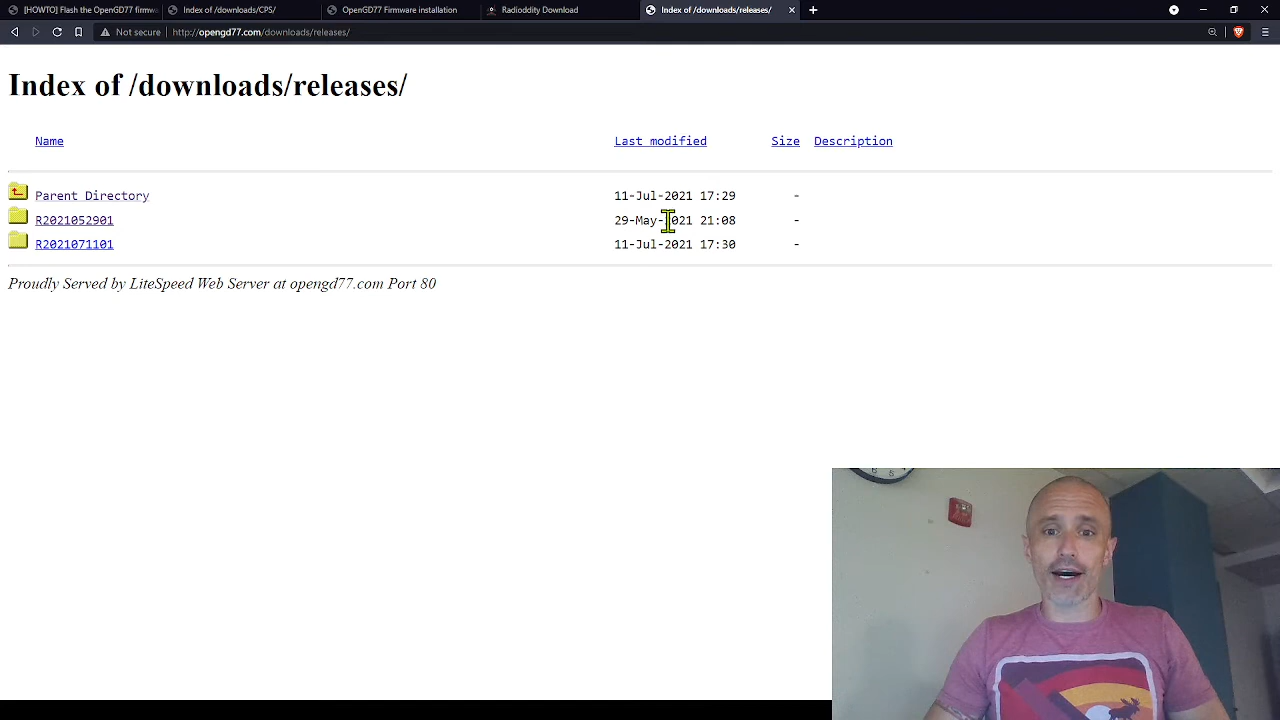 [HOWTO] Flash the OpenGD77 firmw
Index of /downloads/CPS/
OpenGD77 Firmware installation
Radioddity Download
Index of /downloads/releases/
Not secure
http://opengd77.com/downloads/releases/
Index of /downloads/releases/
Name Last modified Size Description
Parent Directory 11-Jul-2021 17:29 -
R2021052901 29-May-2021 21:08 -
R2021071101 11-Jul-2021 17:30 -
Proudly Served by LiteSpeed Web Server at opengd77.com Port 80
6 5